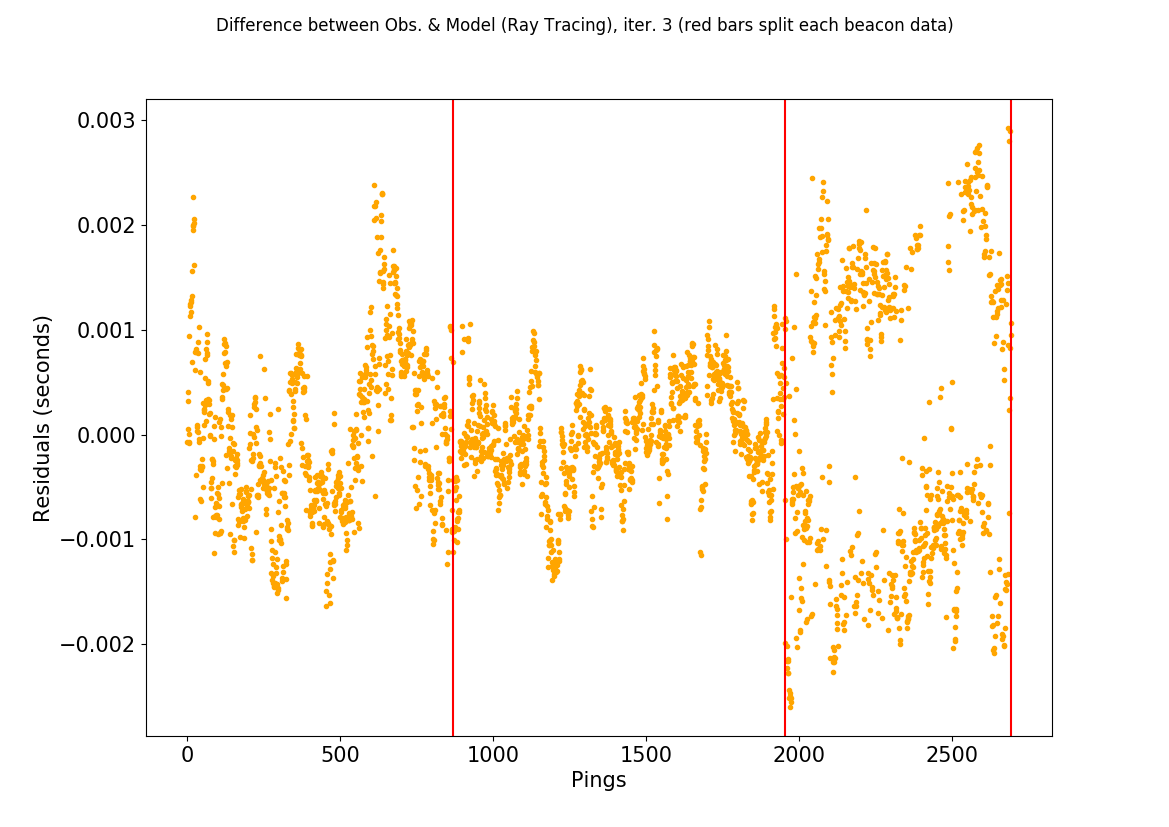 Difference between Obs. & Model (Ray Tracing), iter. 3 (red bars split each beacon data)
0.003
0.002
0.001
0.000
−0.001
−0.002
Residuals (seconds)
0 500 1000 1500 2000 2500
Pings